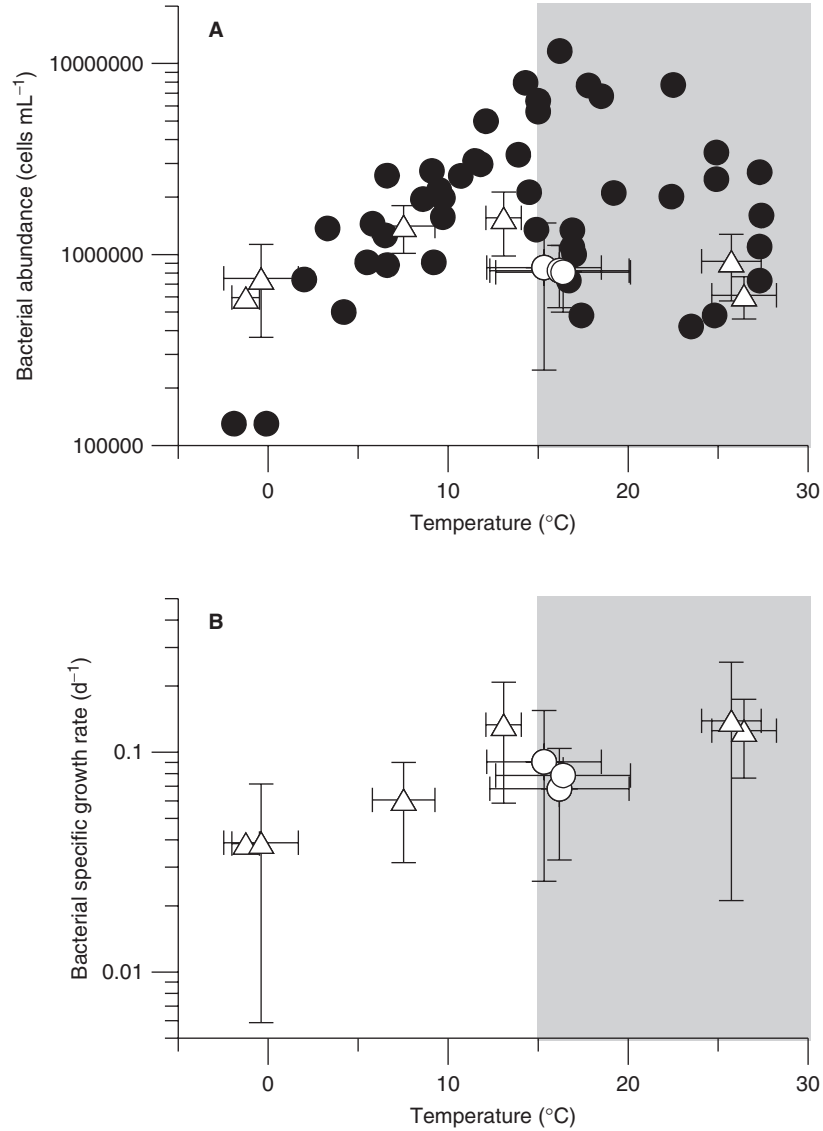 A
10000000
1000000
100000
Bacterial abundance (cells mL⁻¹)
0 10 20 30
Temperature (°C)
B
0.1
0.01
Bacterial specific growth rate (d⁻¹)
0 10 20 30
Temperature (°C)